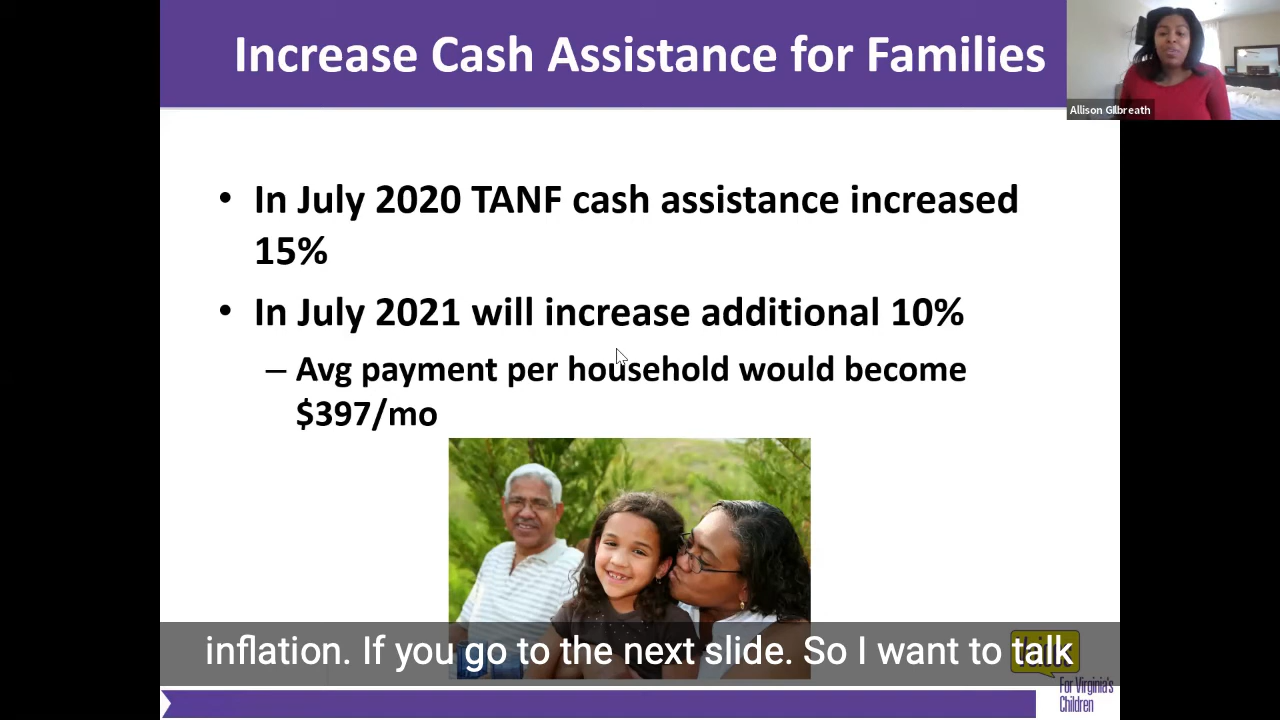 Increase Cash Assistance for Families
Allison Gilbreath
• In July 2020 TANF cash assistance increased
15%
• In July 2021 will increase additional 10%
– Avg payment per household would become
$397/mo
inflation. If you go to the next slide. So I want to talk
For Virginia's
Children